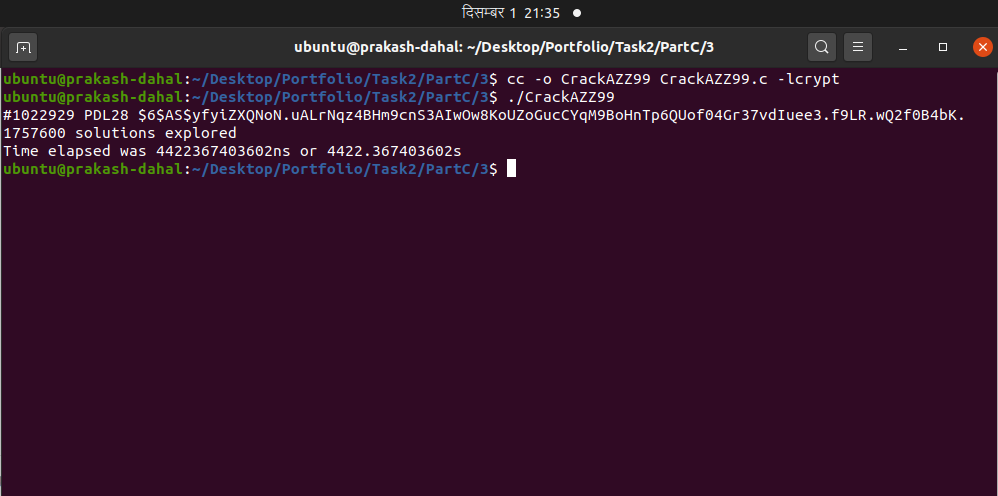 दिसम्बर 1 21:35
ubuntu@prakash-dahal: ~/Desktop/Portfolio/Task2/PartC/3
ubuntu@prakash-dahal:~/Desktop/Portfolio/Task2/PartC/3$ cc -o CrackAZZ99 CrackAZZ99.c -lcrypt
ubuntu@prakash-dahal:~/Desktop/Portfolio/Task2/PartC/3$ ./CrackAZZ99
#1022929 PDL28 $6$AS$yfyiZXQNoN.uALrNqz4BHm9cnS3AIwOw8KoUZoGucCYqM9BoHnTp6QUof04Gr37vdIuee3.f9LR.wQ2f0B4bK.
1757600 solutions explored
Time elapsed was 4422367403602ns or 4422.367403602s
ubuntu@prakash-dahal:~/Desktop/Portfolio/Task2/PartC/3$